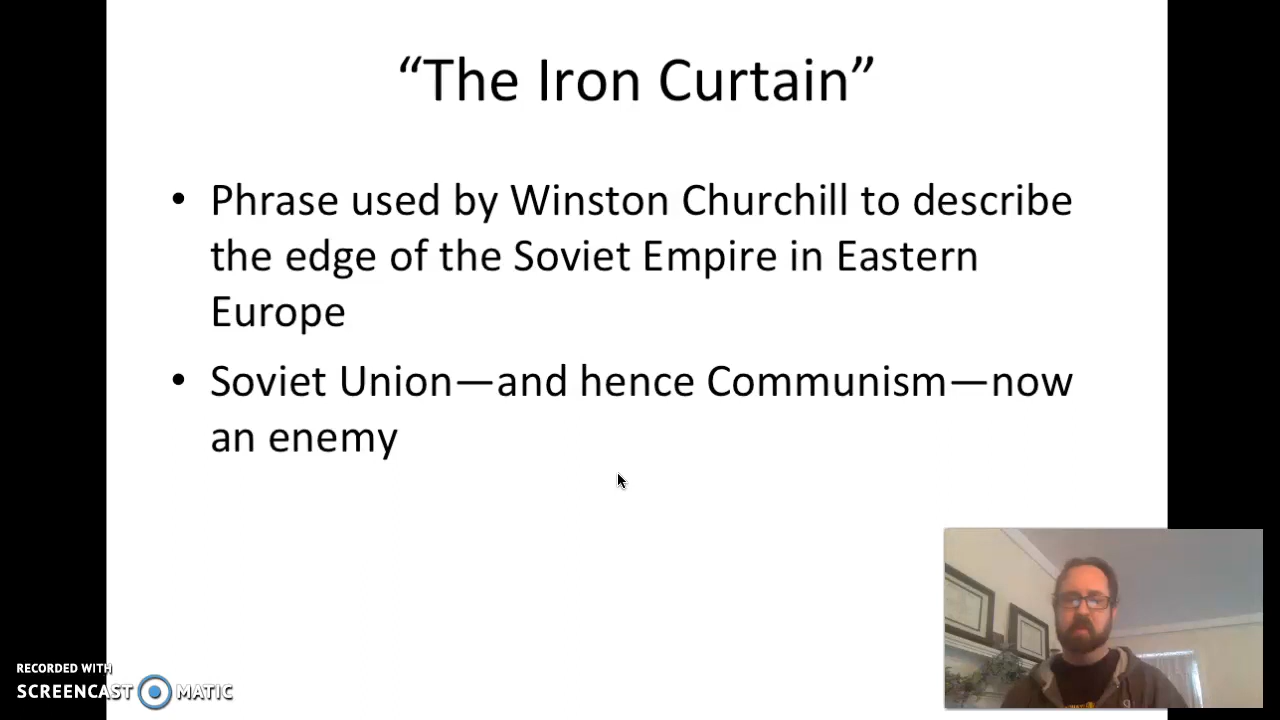 “The Iron Curtain”
• Phrase used by Winston Churchill to describe
the edge of the Soviet Empire in Eastern
Europe
• Soviet Union—and hence Communism—now
an enemy
RECORDED WITH
SCREENCAST MATIC